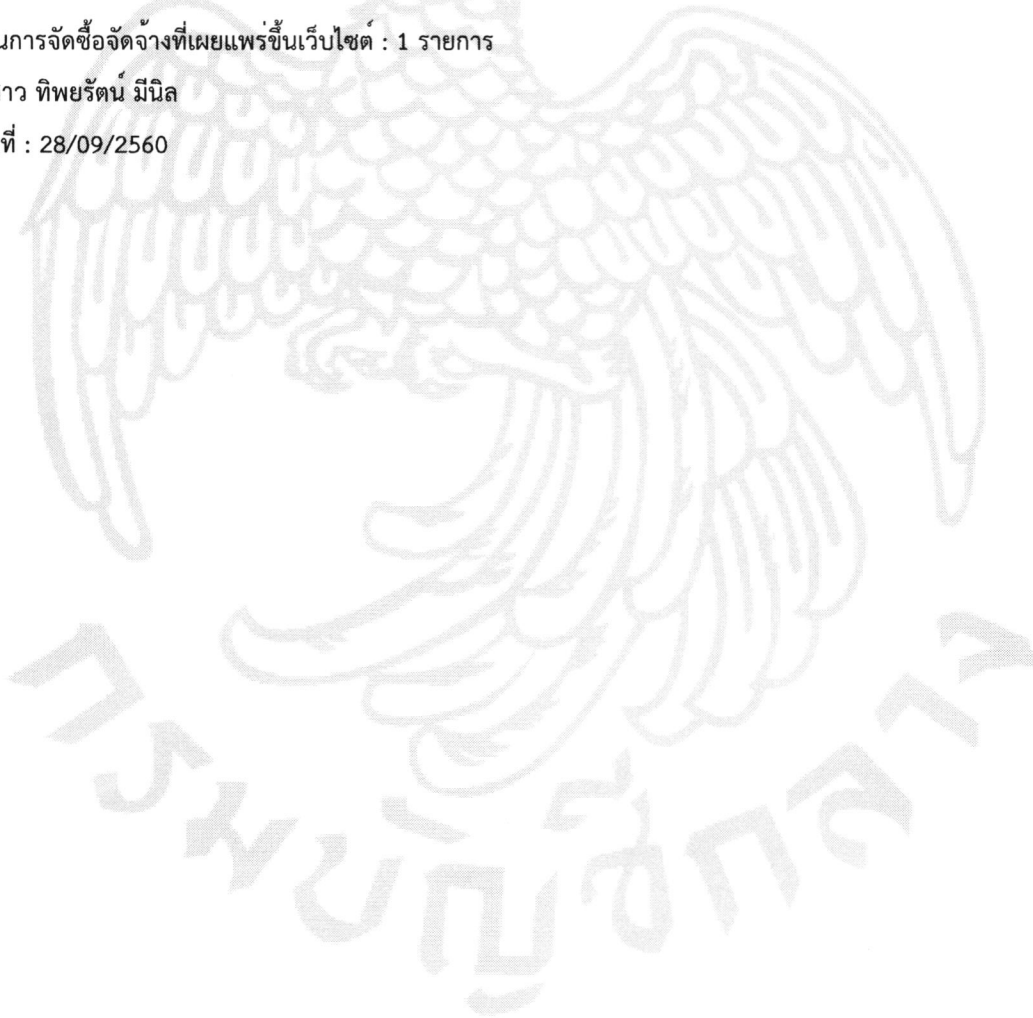 นการจัดซื้อจัดจ้างที่เผยแพร่ขึ้นเว็บไซต์ : 1 รายการ
าว ทิพยรัตน์ มีนิล
ที่ : 28/09/2560
กรมบัญชีกลาง